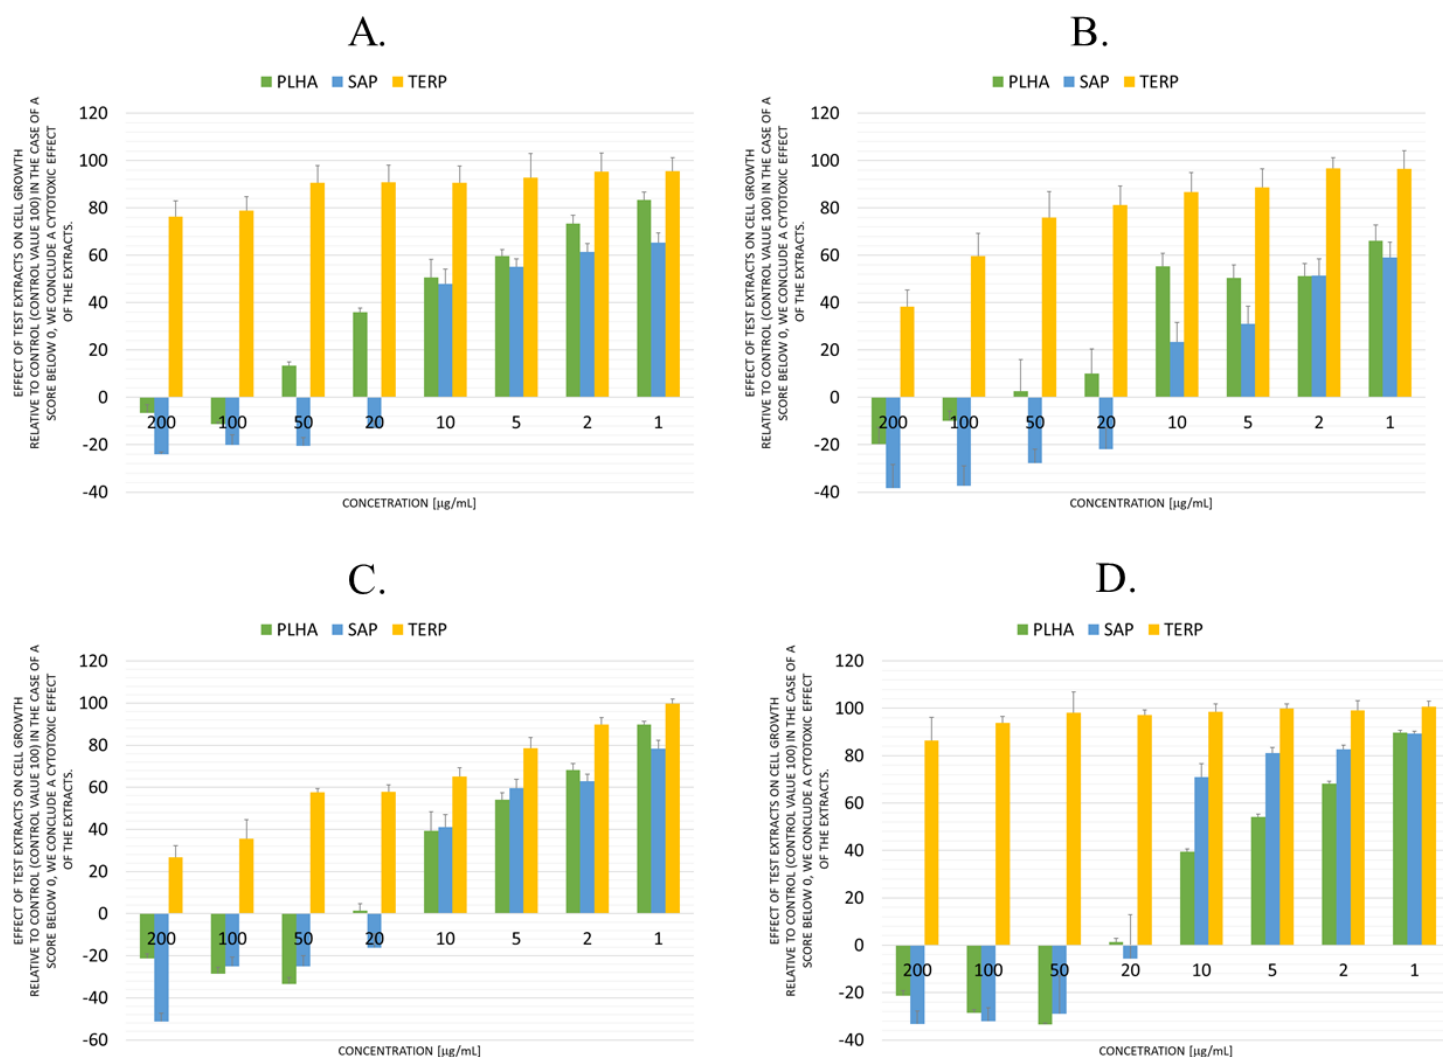 A.
PLHA SAP TERP
EFFECT OF TEST EXTRACTS ON CELL GROWTH
RELATIVE TO CONTROL (CONTROL VALUE 100) IN THE CASE OF A
SCORE BELOW 0, WE CONCLUDE A CYTOTOXIC EFFECT
OF THE EXTRACTS.
120
100
80
60
40
20
0
-20
-40
200 100 50 20 10 5 2 1
CONCETRATION [µg/mL]
B.
PLHA SAP TERP
EFFECT OF TEST EXTRACTS ON CELL GROWTH
RELATIVE TO CONTROL (CONTROL VALUE 100) IN THE CASE OF A
SCORE BELOW 0, WE CONCLUDE A CYTOTOXIC EFFECT
OF THE EXTRACTS.
120
100
80
60
40
20
0
-20
-40
200 100 50 20 10 5 2 1
CONCENTRATION [µg/mL]
C.
PLHA SAP TERP
EFFECT OF TEST EXTRACTS ON CELL GROWTH
RELATIVE TO CONTROL (CONTROL VALUE 100) IN THE CASE OF A
SCORE BELOW 0, WE CONCLUDE A CYTOTOXIC EFFECT
OF THE EXTRACTS.
120
100
80
60
40
20
0
-20
-40
-60
200 100 50 20 10 5 2 1
CONCENTRATION [µg/mL]
D.
PLHA SAP TERP
EFFECT OF TEST EXTRACTS ON CELL GROWTH
RELATIVE TO CONTROL (CONTROL VALUE 100) IN THE CASE OF A
SCORE BELOW 0, WE CONCLUDE A CYTOTOXIC EFFECT
OF THE EXTRACTS.
120
100
80
60
40
20
0
-20
-40
200 100 50 20 10 5 2 1
CONCENTRATION [µg/mL]